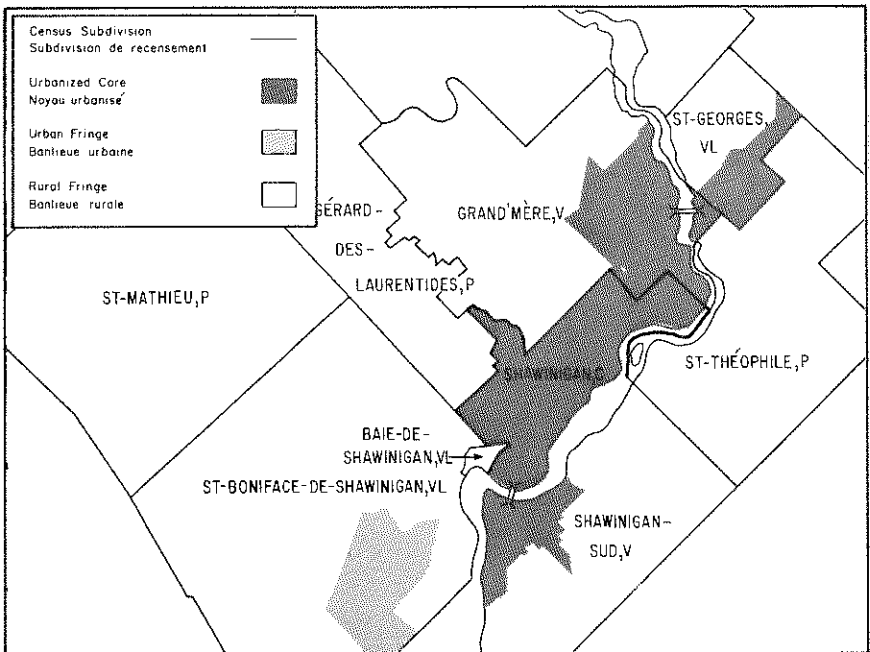 Census Subdivision
Subdivision de recensement
Urbanized Core
Noyau urbanisé
Urban Fringe
Banlieue urbaine
Rural Fringe
Banlieue rurale
ST-GEORGES,
VL
GÉRARD-
DES-
LAURENTIDES,P
GRAND'MÈRE,V
ST-MATHIEU,P
ST-THÉOPHILE,P
SHAWINIGAN,C
BAIE-DE-
SHAWINIGAN,VL
ST-BONIFACE-DE-SHAWINIGAN,VL
SHAWINIGAN-
SUD,V